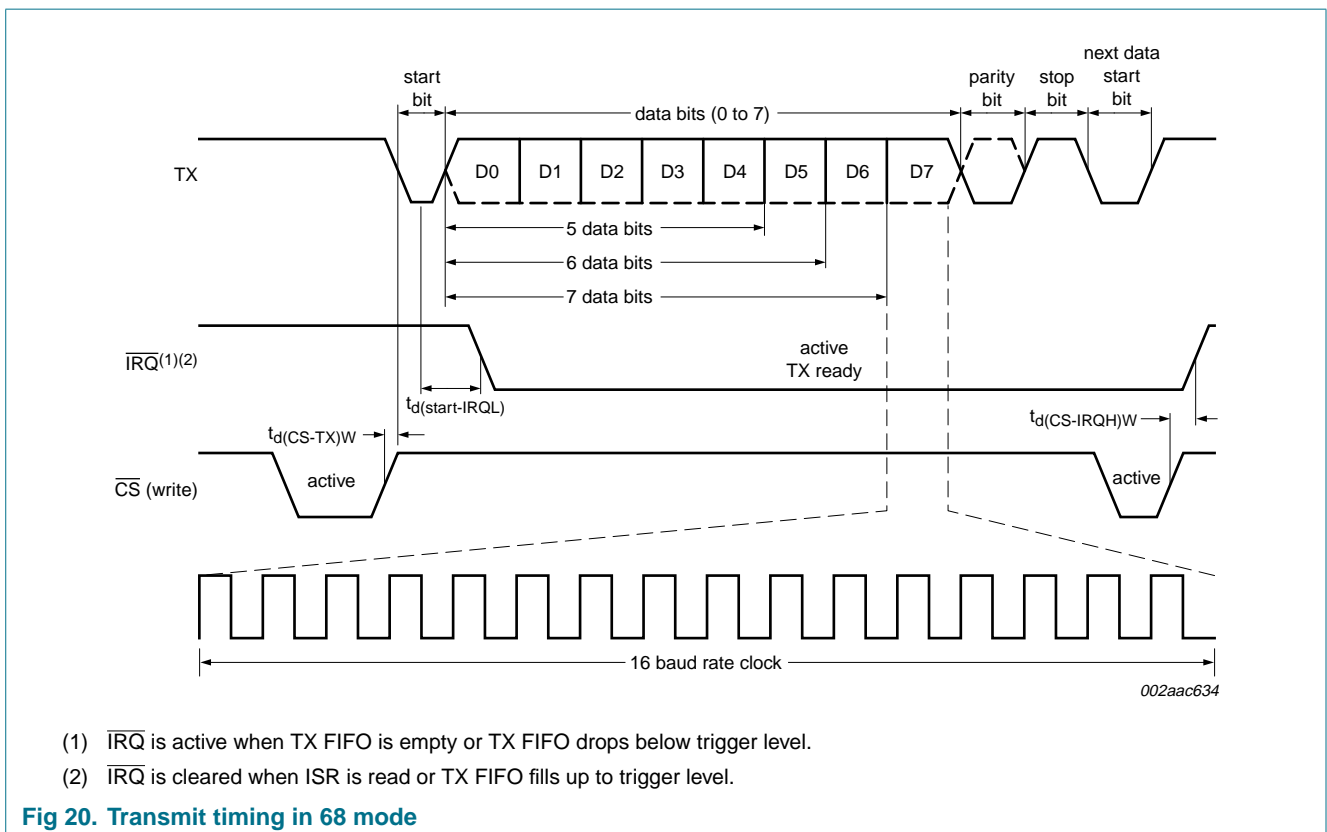 next data
start
bit
start
bit
parity
bit
stop
bit
data bits (0 to 7)
TX
D0
D1
D2
D3
D4
D5
D6
D7
5 data bits
6 data bits
7 data bits
IRQ(1)(2)
active
TX ready
td(start-IRQL)
td(CS-IRQH)W
td(CS-TX)W
CS (write)
active
active
16 baud rate clock
002aac634
(1) IRQ is active when TX FIFO is empty or TX FIFO drops below trigger level.
(2) IRQ is cleared when ISR is read or TX FIFO fills up to trigger level.
Fig 20. Transmit timing in 68 mode